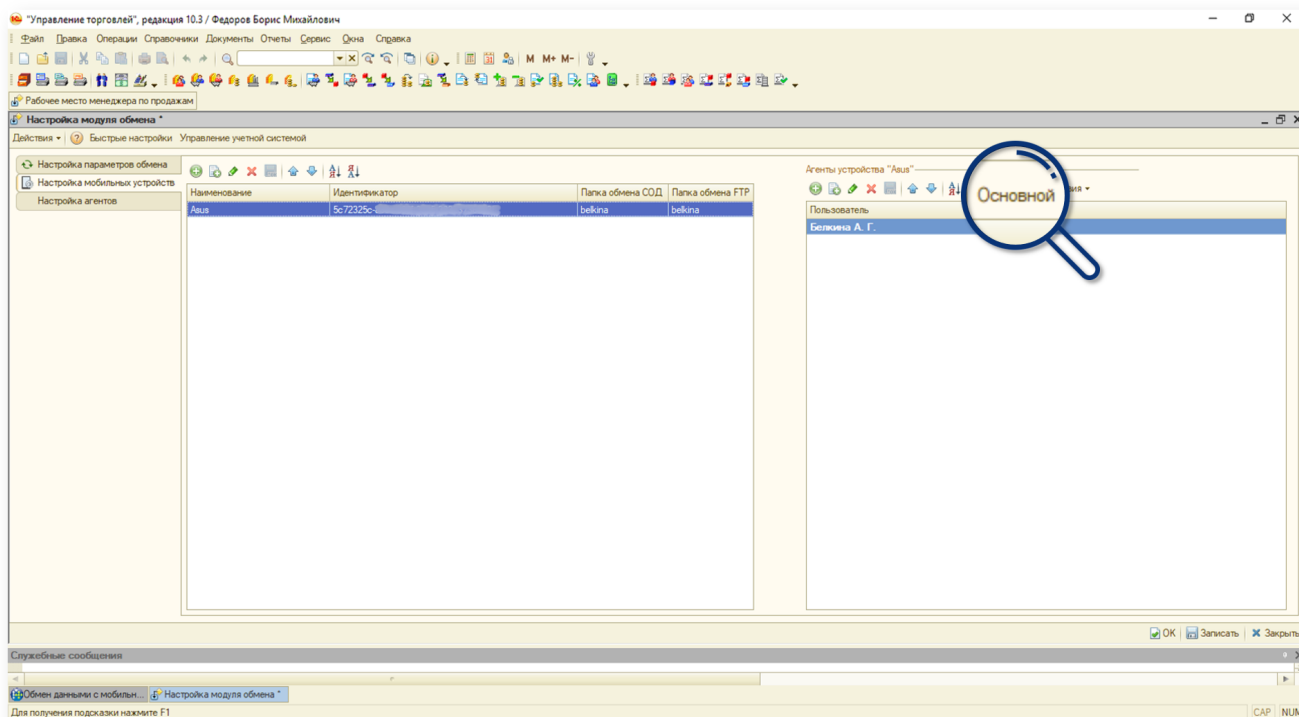 "Управление торговлей", редакция 10.3 / Федоров Борис Михайлович
Файл Правка Операции Справочники Документы Отчеты Сервис Окна Справка
M M+ M-
Рабочее место менеджера по продажам
Настройка модуля обмена *
Действия Быстрые настройки Управление учетной системой
Настройка параметров обмена
Настройка мобильных устройств
Настройка агентов
Наименование Идентификатор Папка обмена СОД Папка обмена FTP
Asus 5c72325c- belkina belkina
Агенты устройства "Asus"
Основной
Пользователь
Белкина А. Г.
OK Записать Закрыть
Служебные сообщения
Обмен данными с мобильн... Настройка модуля обмена *
Для получения подсказки нажмите F1
CAP NUM